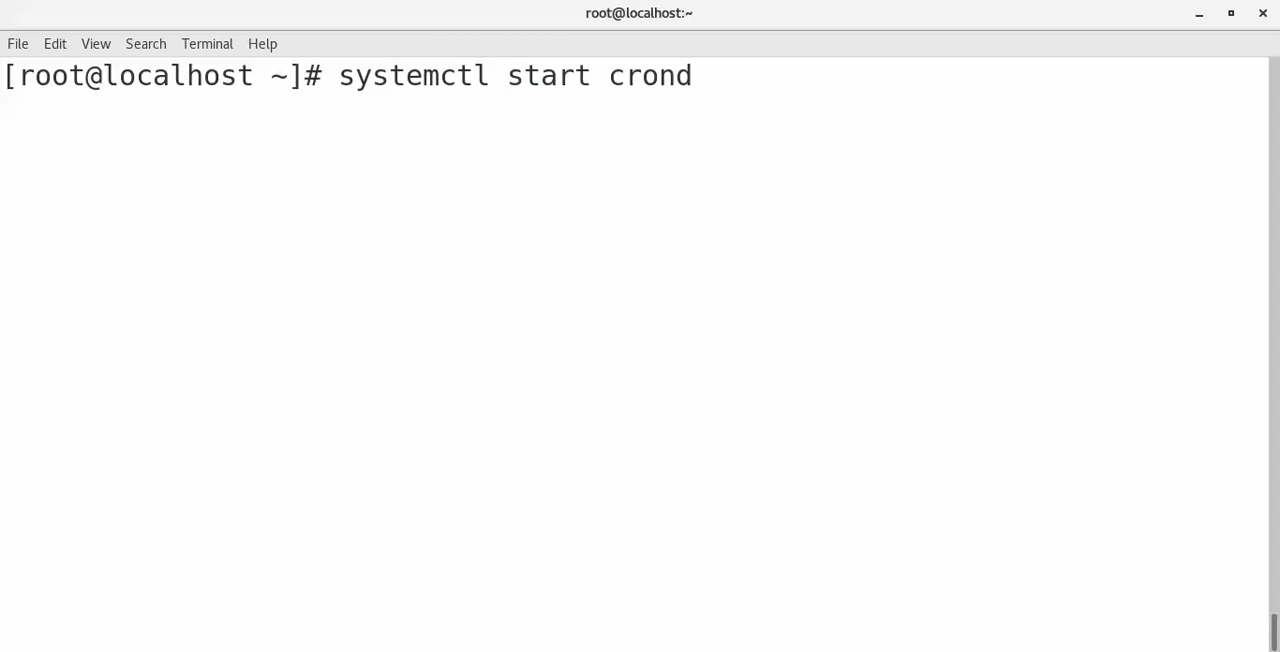 root@localhost:~
File Edit View Search Terminal Help
[root@localhost ~]# systemctl start crond